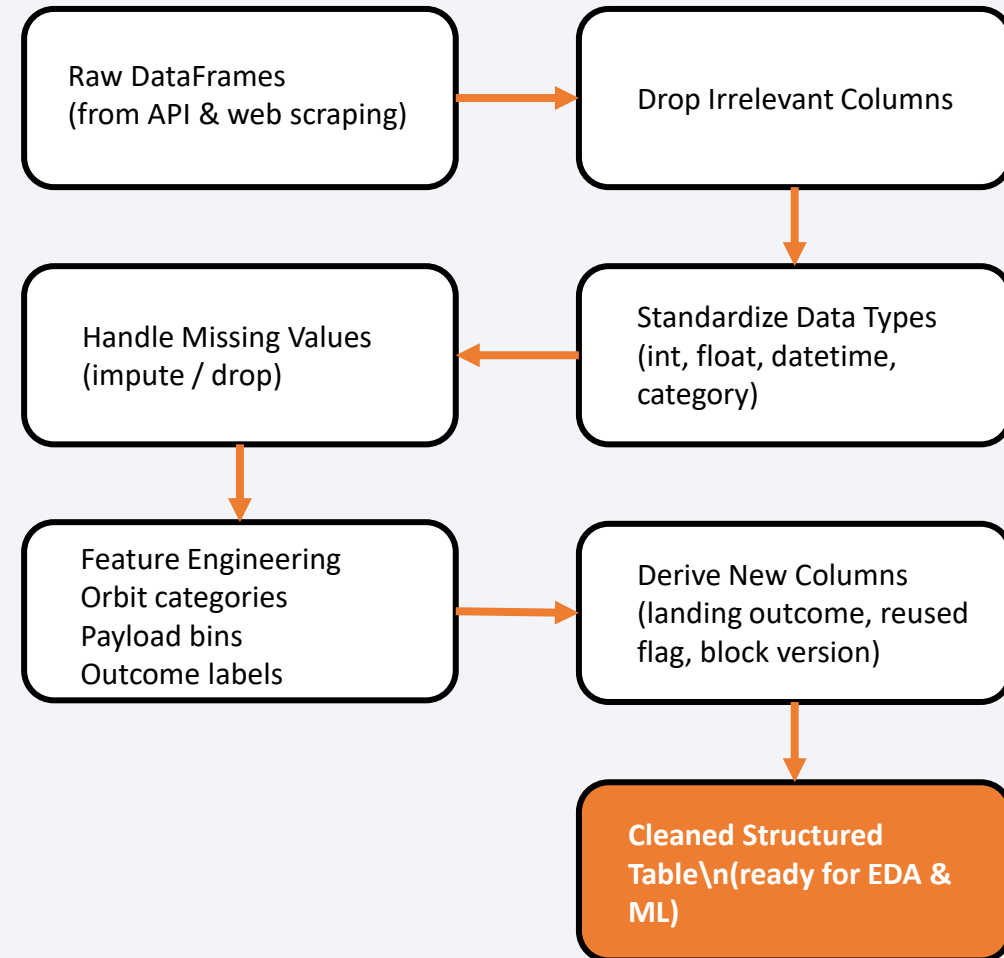 Raw DataFrames
(from API & web scraping)
Drop Irrelevant Columns
Standardize Data Types
(int, float, datetime,
category)
Handle Missing Values
(impute / drop)
Feature Engineering
Orbit categories
Payload bins
Outcome labels
Derive New Columns
(landing outcome, reused
flag, block version)
Cleaned Structured
Table\n(ready for EDA &
ML)